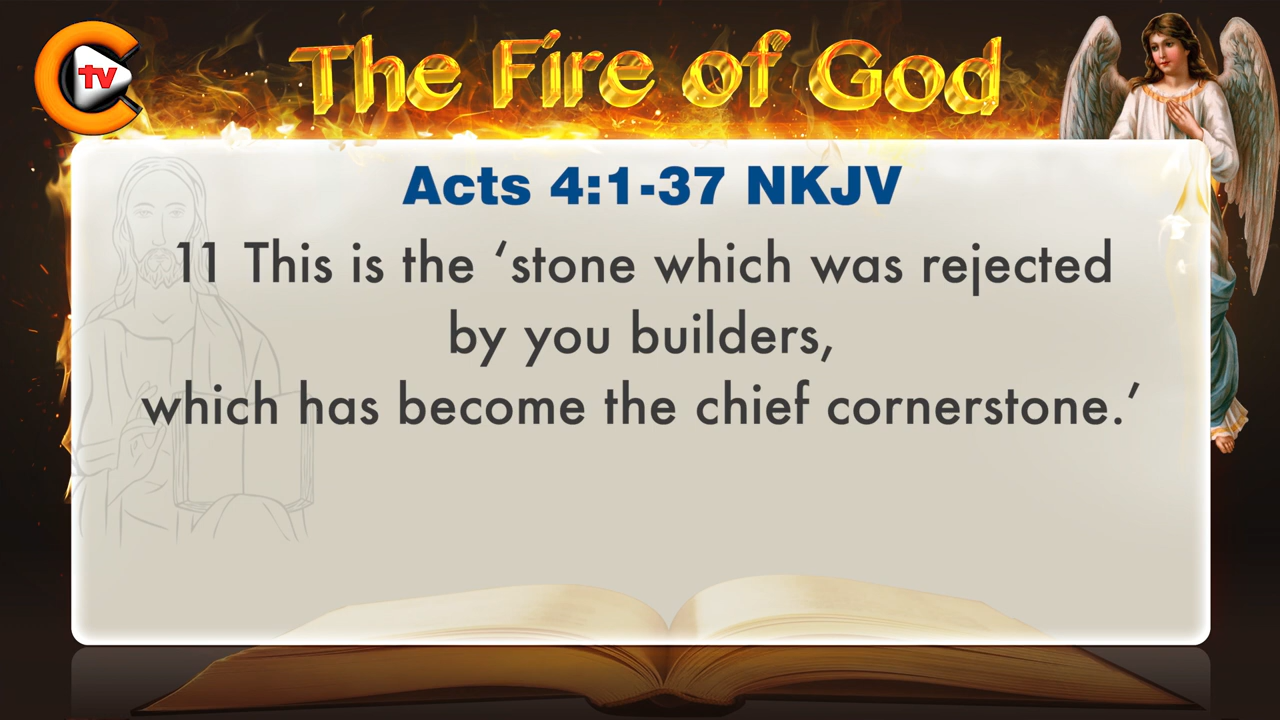 tv
The Fire of God
Acts 4:1-37 NKJV
11 This is the ‘stone which was rejected
by you builders,
which has become the chief cornerstone.’